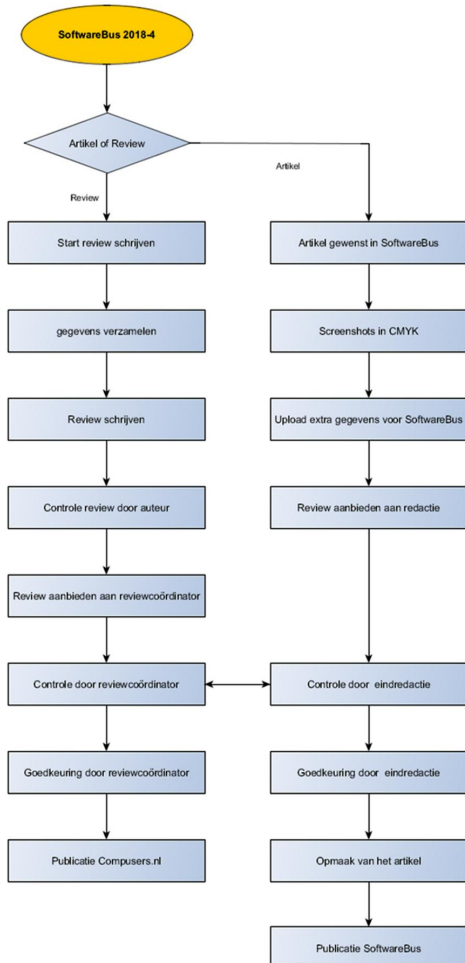 SoftwareBus 2018-4
Artikel of Review
Artikel
Review
Start review schrijven
Artikel gewenst in SoftwareBus
gegevens verzamelen
Screenshots in CMYK
Review schrijven
Upload extra gegevens voor SoftwareBus
Controle review door auteur
Review aanbieden aan redactie
Review aanbieden aan reviewcoördinator
Controle door reviewcoördinator
Controle door eindredactie
Goedkeuring door reviewcoördinator
Goedkeuring door eindredactie
Publicatie Compusers.nl
Opmaak van het artikel
Publicatie SoftwareBus